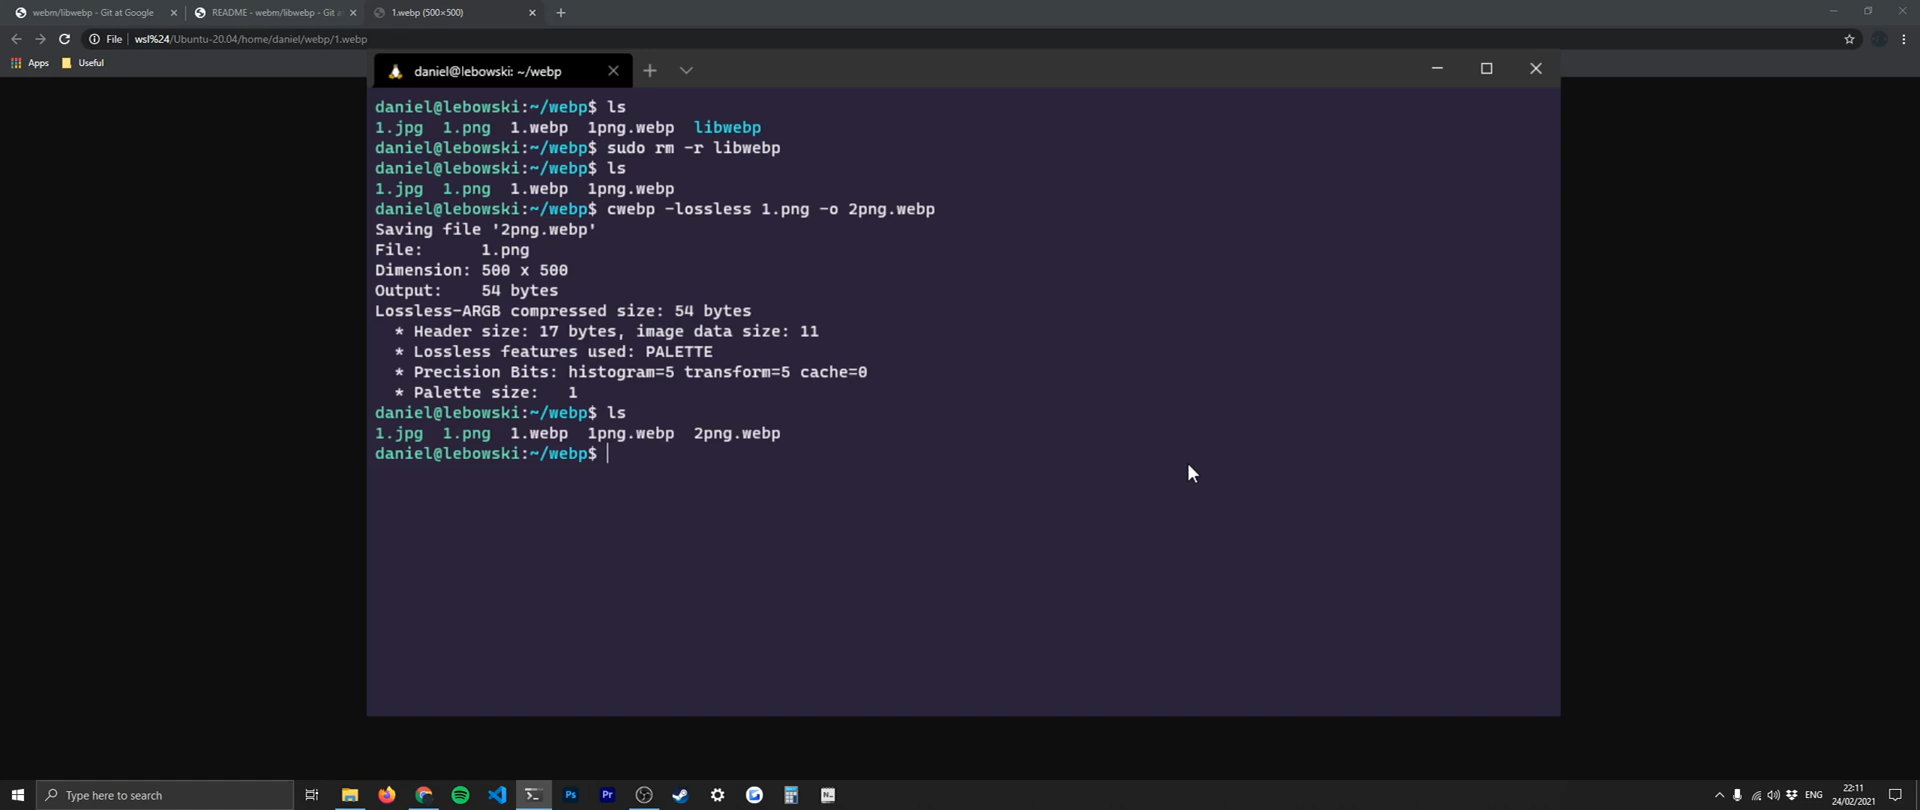 webm/libwebp - Git at Google
README - webm/libwebp - Git a
1.webp (500×500)
File
wsl%24/Ubuntu-20.04/home/daniel/webp/1.webp
Apps
Useful
daniel@lebowski: ~/webp
daniel@lebowski:~/webp$ ls
1.jpg 1.png 1.webp 1png.webp libwebp
daniel@lebowski:~/webp$ sudo rm -r libwebp
daniel@lebowski:~/webp$ ls
1.jpg 1.png 1.webp 1png.webp
daniel@lebowski:~/webp$ cwebp -lossless 1.png -o 2png.webp
Saving file '2png.webp'
File: 1.png
Dimension: 500 x 500
Output: 54 bytes
Lossless-ARGB compressed size: 54 bytes
* Header size: 17 bytes, image data size: 11
* Lossless features used: PALETTE
* Precision Bits: histogram=5 transform=5 cache=0
* Palette size: 1
daniel@lebowski:~/webp$ ls
1.jpg 1.png 1.webp 1png.webp 2png.webp
daniel@lebowski:~/webp$
Type here to search
Ps
Pr
ENG
22:11
24/02/2021